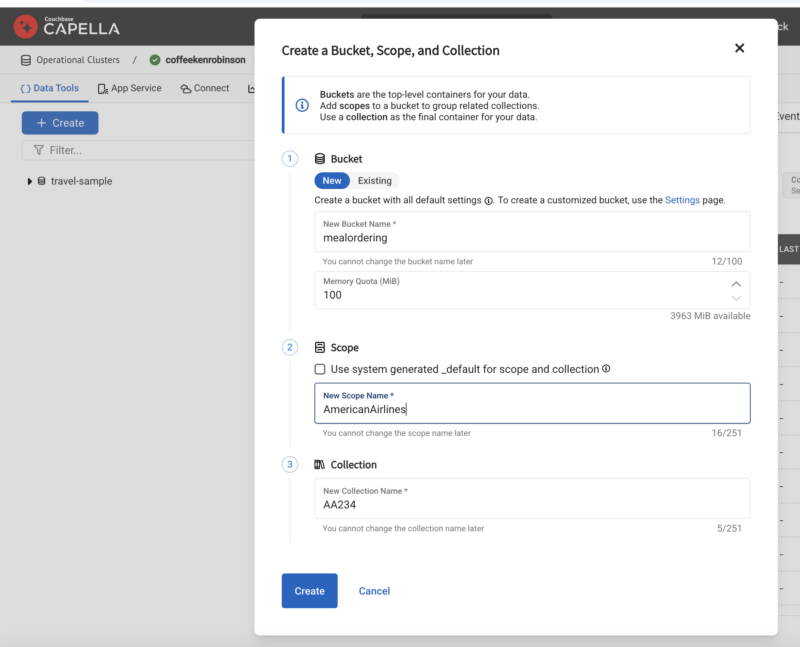 Couchbase
CAPELLA
Operational Clusters / coffeekenrobinson
Data Tools App Service Connect
+ Create
Filter...
travel-sample
Create a Bucket, Scope, and Collection
Buckets are the top-level containers for your data.
Add scopes to a bucket to group related collections.
Use a collection as the final container for your data.
1 Bucket
New Existing
Create a bucket with all default settings. To create a customized bucket, use the Settings page.
New Bucket Name *
mealordering
You cannot change the bucket name later 12/100
Memory Quota (MiB)
100
3963 MiB available
2 Scope
Use system generated _default for scope and collection
New Scope Name *
AmericanAirlines
You cannot change the scope name later 16/251
3 Collection
New Collection Name *
AA234
You cannot change the collection name later 5/251
Create Cancel
LAST